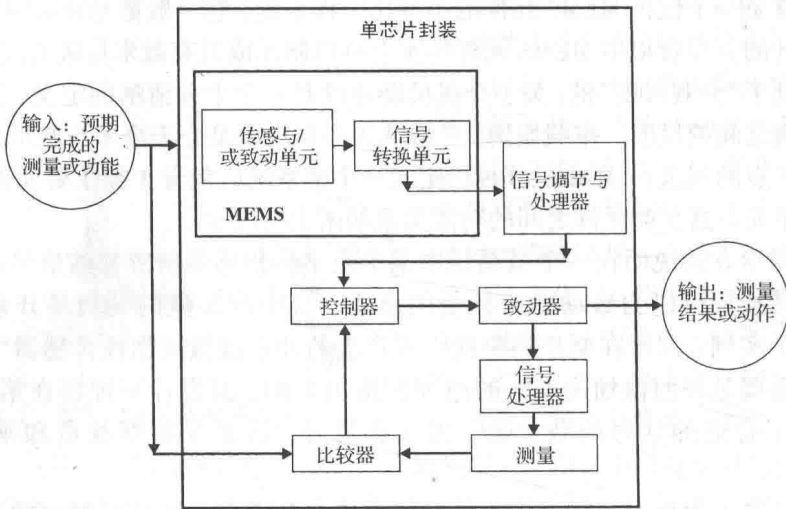 单芯片封装
输入：预期
完成的
测量或功能
传感与/
或致动单元
信号
转换单元
MEMS
信号调节与
处理器
控制器
致动器
输出：测量
结果或动作
信号
处理器
比较器
测量